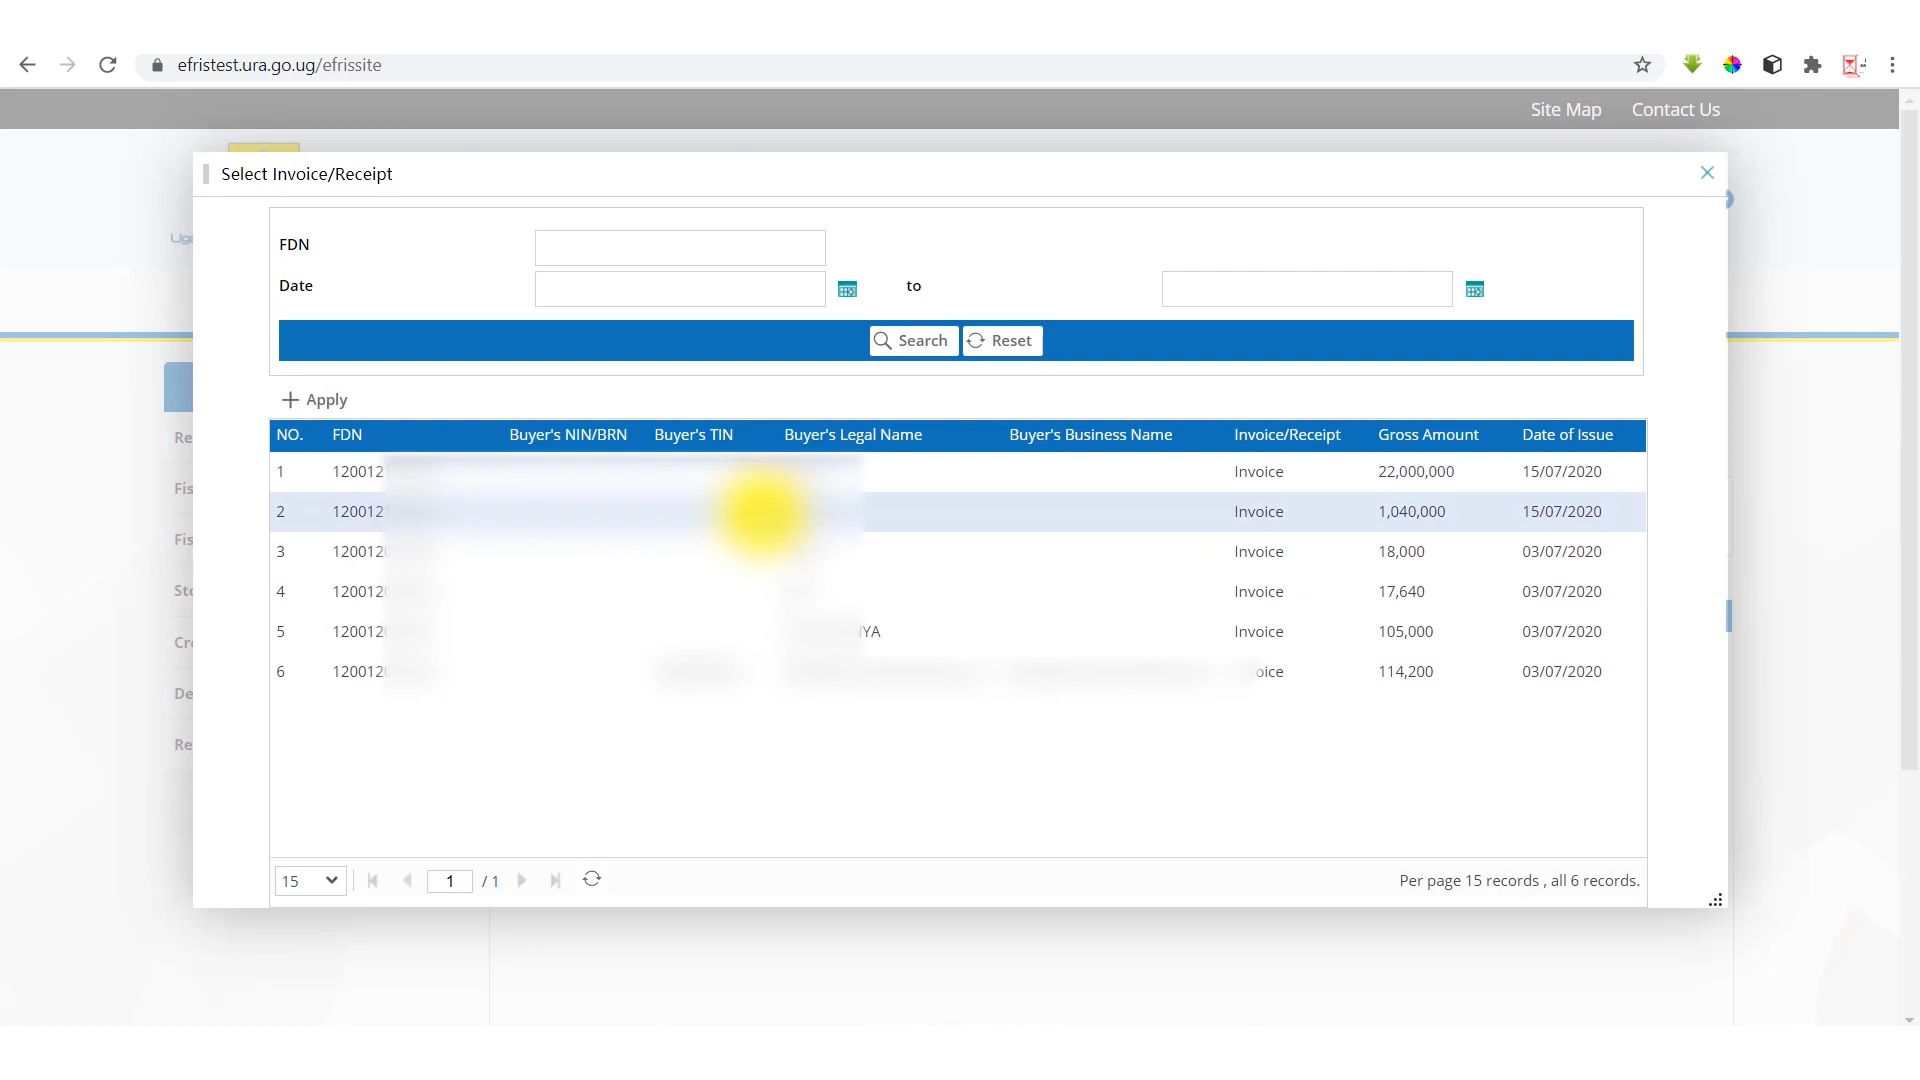 efristest.ura.go.ug/efrissite
Site Map Contact Us
Select Invoice/Receipt
FDN
Date to
Search Reset
Apply
NO. FDN Buyer's NIN/BRN Buyer's TIN Buyer's Legal Name Buyer's Business Name Invoice/Receipt Gross Amount Date of Issue
1 120012 Invoice 22,000,000 15/07/2020
2 120012 Invoice 1,040,000 15/07/2020
3 120012 Invoice 18,000 03/07/2020
4 120012 Invoice 17,640 03/07/2020
5 120012 NYA Invoice 105,000 03/07/2020
6 120012 oice 114,200 03/07/2020
15 1 / 1 Per page 15 records , all 6 records.